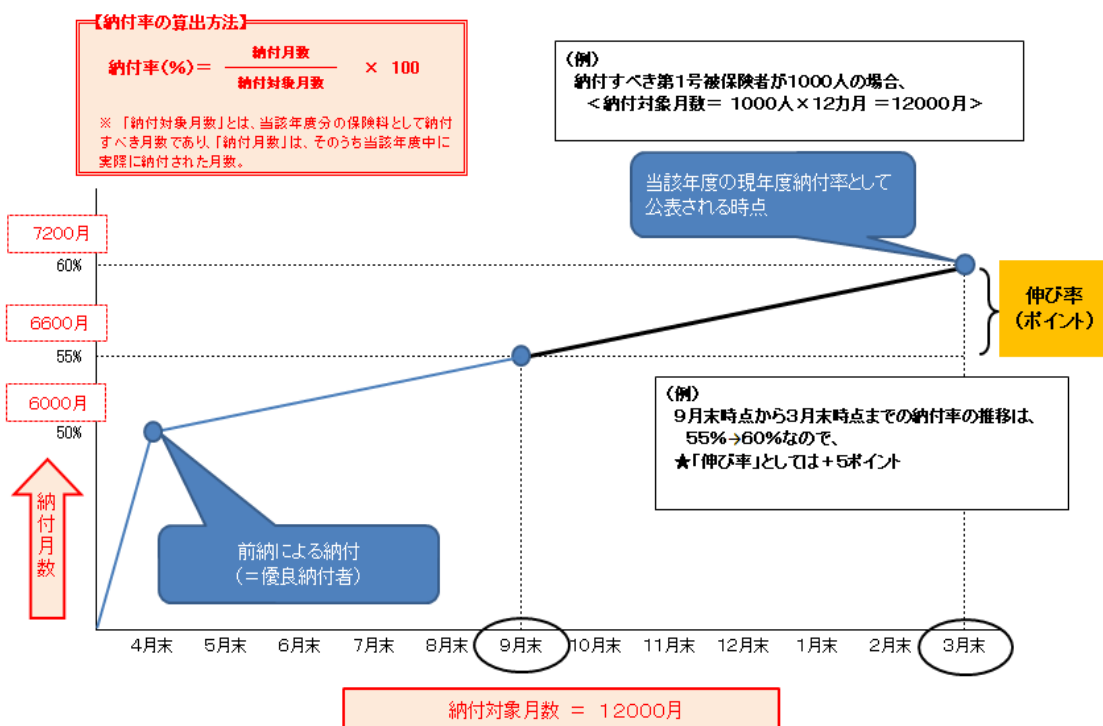 【納付率の算出方法】
納付率(%)＝ 納付月数 / 納付対象月数 × 100
※ 「納付対象月数」とは、当該年度分の保険料として納付
すべき月数であり、「納付月数」は、そのうち当該年度中に
実際に納付された月数。
（例）
納付すべき第1号被保険者が1000人の場合、
＜納付対象月数＝ 1000人×12カ月 ＝12000月＞
当該年度の現年度納付率として
公表される時点
7200月
60%
6600月
55%
6000月
50%
納付月数
伸び率
（ポイント）
（例）
9月末時点から3月末時点までの納付率の推移は、
55%→60%なので、
★「伸び率」としては＋5ポイント
前納による納付
（＝優良納付者）
4月末 5月末 6月末 7月末 8月末 9月末 10月末 11月末 12月末 1月末 2月末 3月末
納付対象月数 ＝ 12000月